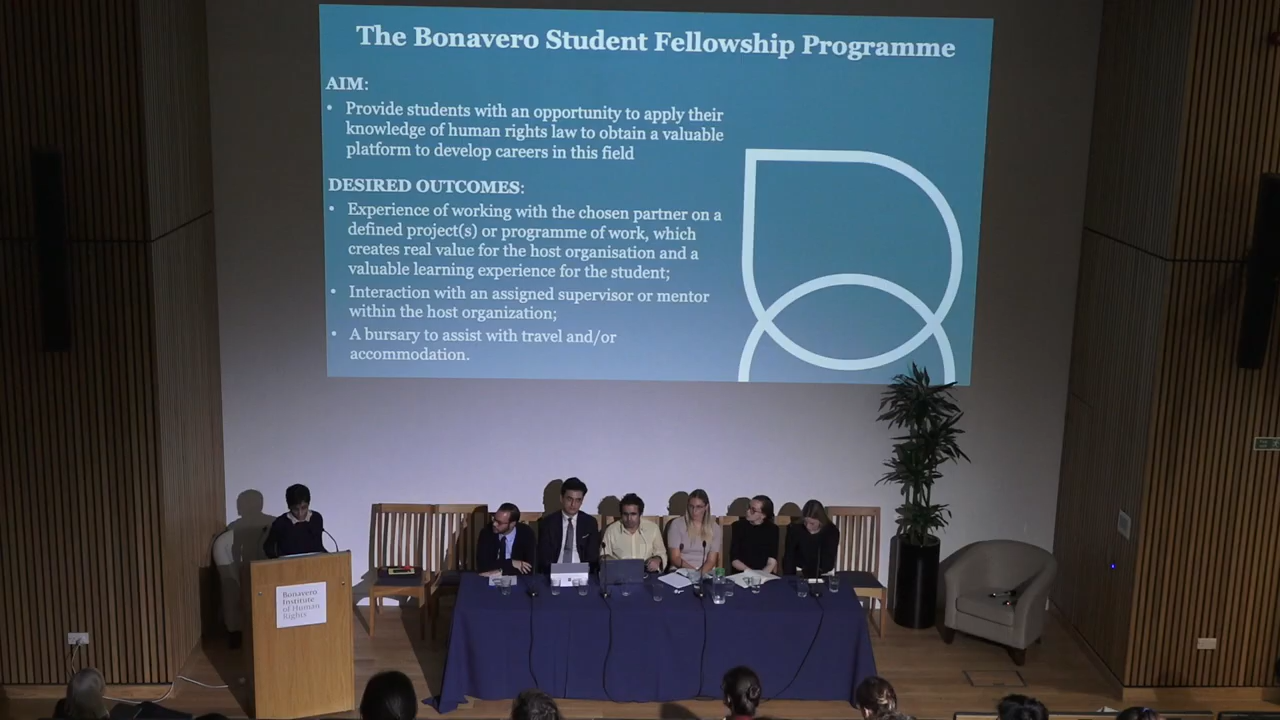 The Bonavero Student Fellowship Programme
AIM:
• Provide students with an opportunity to apply their
knowledge of human rights law to obtain a valuable
platform to develop careers in this field
DESIRED OUTCOMES:
• Experience of working with the chosen partner on a
defined project(s) or programme of work, which
creates real value for the host organisation and a
valuable learning experience for the student;
• Interaction with an assigned supervisor or mentor
within the host organization;
• A bursary to assist with travel and/or
accommodation.
Bonavero
Institute
of Human
Rights